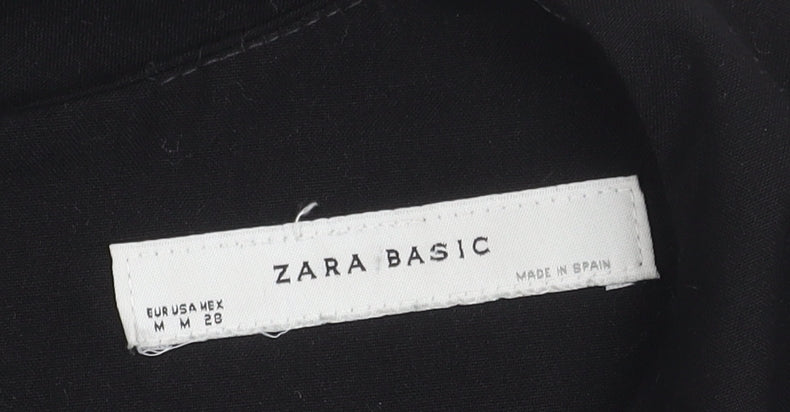 ZARA BASIC
MADE IN SPAIN
EUR USA MEX
M M 28